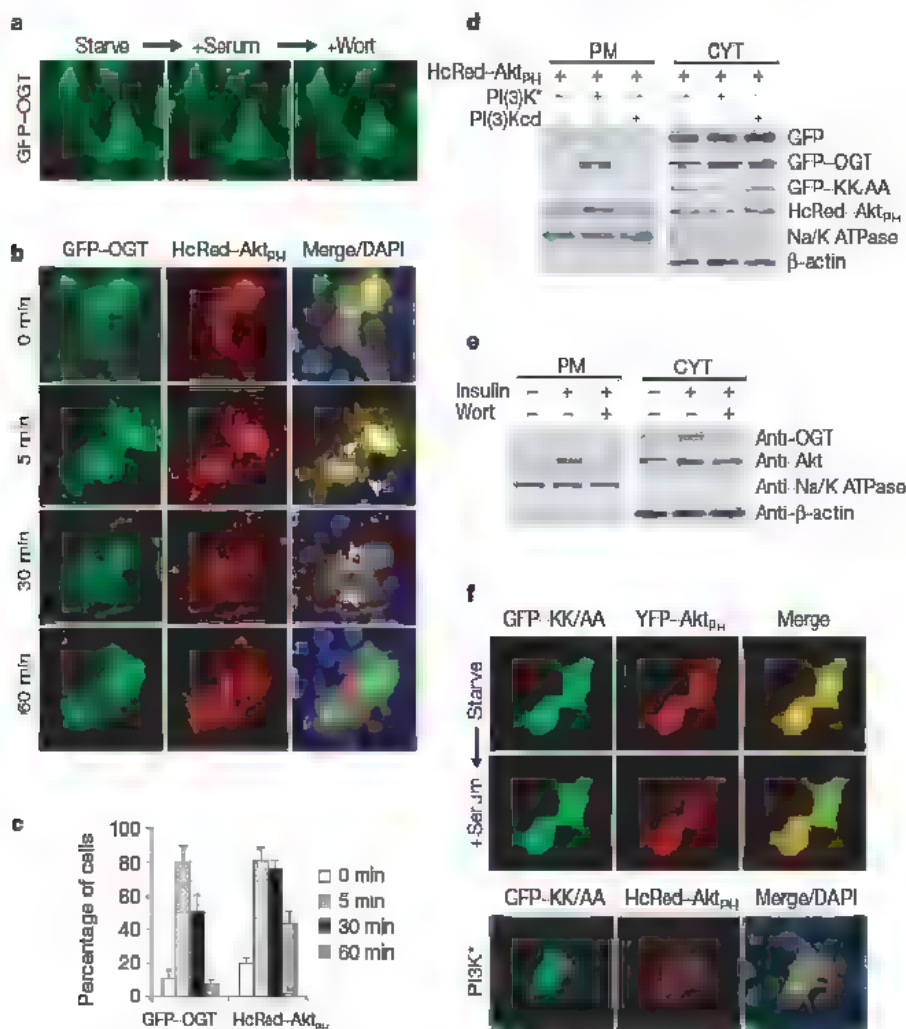 a
Starve → +Serum → +Wort
GFP–OGT
b
GFP–OGT HcRed–AktPH Merge/DAPI
0 min
5 min
30 min
60 min
c
Percentage of cells
100
80
60
40
20
0
0 min
5 min
30 min
60 min
GFP–OGT HcRed–AktPH
d
PM CYT
HcRed–AktPH + + + + + +
PI(3)K* - + - - + -
PI(3)Kcd - - + - - +
GFP
GFP–OGT
GFP–KK/AA
HcRed–AktPH
Na/K ATPase
β-actin
e
PM CYT
Insulin – + + – + +
Wort – – + – – +
Anti-OGT
Anti-Akt
Anti-Na/K ATPase
Anti-β-actin
f
GFP–KK/AA YFP–AktPH Merge
Starve
+Serum
GFP–KK/AA HcRed–AktPH Merge/DAPI
PI3K*